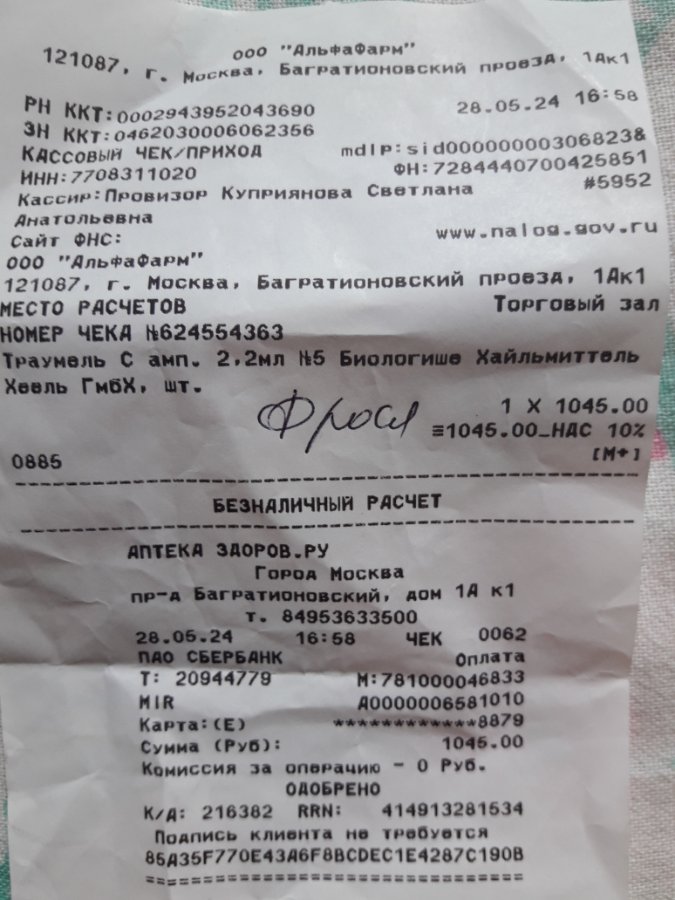 ООО "АльфаФарм"
121087, г. Москва, Багратионовский проезд, 1Ак1
РН ККТ:0002943952043690 28.05.24 16:58
ЗН ККТ:0462030006062356
КАССОВЫЙ ЧЕК/ПРИХОД mdlp:sid000000000306823&
ИНН:7708311020 ФН:7284440700425851
Кассир:Провизор Куприянова Светлана #5952
Анатольевна
Сайт ФНС: www.nalog.gov.ru
ООО "АльфаФарм"
121087, г. Москва, Багратионовский проезд, 1Ак1
МЕСТО РАСЧЕТОВ Торговый зал
НОМЕР ЧЕКА №624554363
Траумель С амп. 2,2мл №5 Биологише Хайльмиттель
Хеель ГмбХ, шт.
Фрося
1 X 1045.00
≡1045.00_НДС 10%
0885 [М+]
БЕЗНАЛИЧНЫЙ РАСЧЕТ
АПТЕКА ЗДОРОВ.РУ
Город Москва
пр-д Багратионовский, дом 1А к1
т. 84953633500
28.05.24 16:58 ЧЕК 0062
ПАО СБЕРБАНК Оплата
Т: 20944779 М:781000046833
MIR A0000006581010
Карта:(E) ************8879
Сумма (Руб): 1045.00
Комиссия за операцию - 0 Руб.
ОДОБРЕНО
К/Д: 216382 RRN: 414913281534
Подпись клиента не требуется
85A35F770E43A6F8BCDEC1E4287C190B